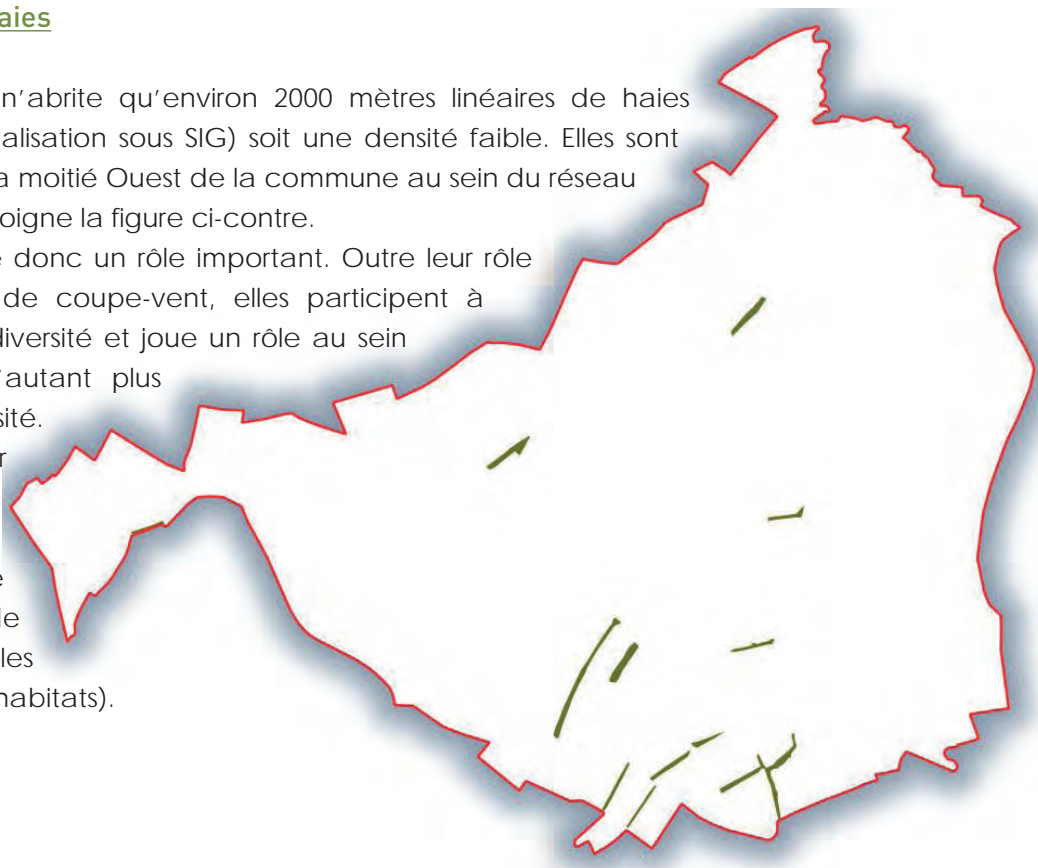 aies
n’abrite qu’environ 2000 mètres linéaires de haies
alisation sous SIG) soit une densité faible. Elles sont
a moitié Ouest de la commune au sein du réseau
oigne la figure ci-contre.
donc un rôle important. Outre leur rôle
de coupe-vent, elles participent à
diversité et joue un rôle au sein
'autant plus
sité.
r
e
le
les
habitats).